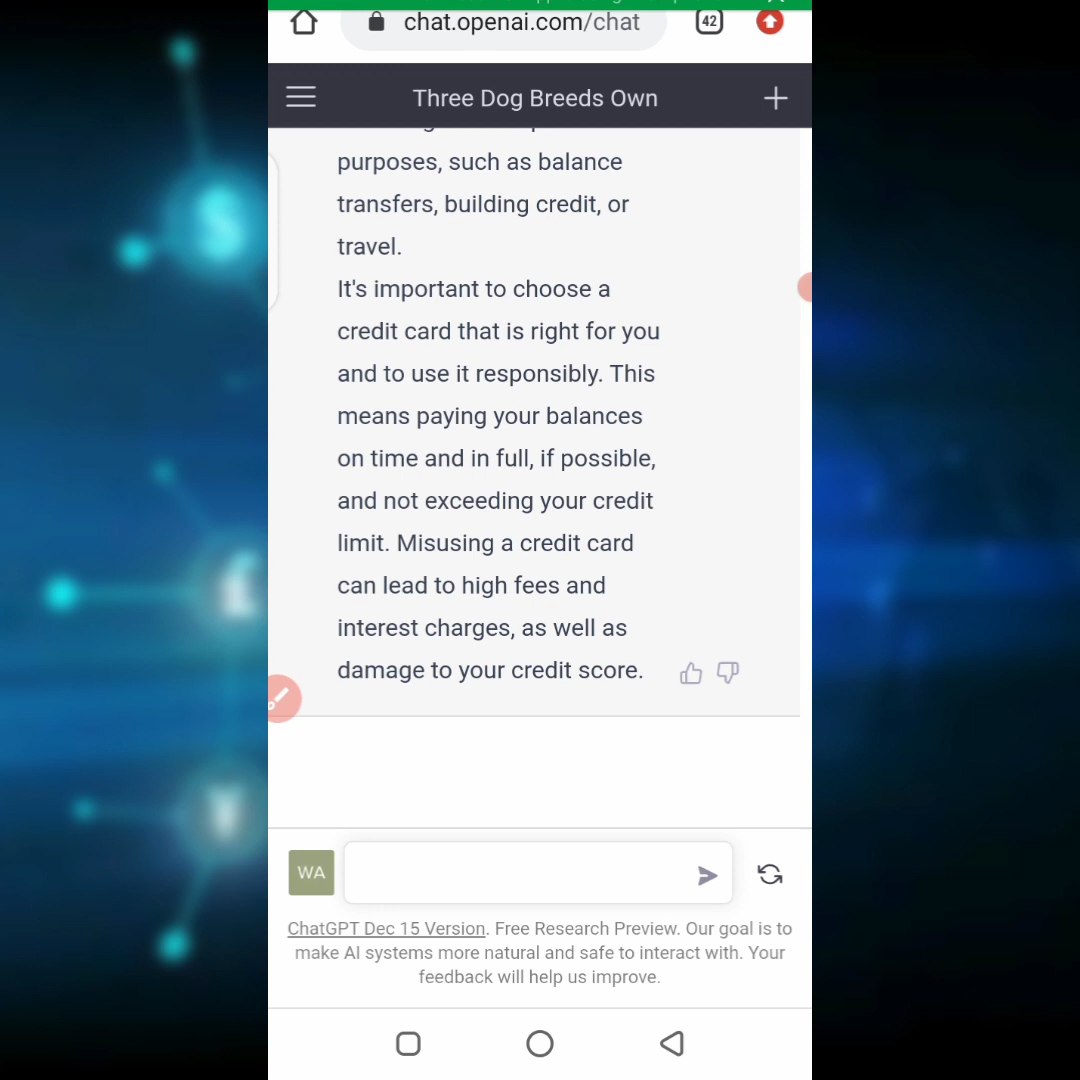 chat.openai.com/chat
42
Three Dog Breeds Own
purposes, such as balance
transfers, building credit, or
travel.
It's important to choose a
credit card that is right for you
and to use it responsibly. This
means paying your balances
on time and in full, if possible,
and not exceeding your credit
limit. Misusing a credit card
can lead to high fees and
interest charges, as well as
damage to your credit score.
WA
ChatGPT Dec 15 Version. Free Research Preview. Our goal is to
make AI systems more natural and safe to interact with. Your
feedback will help us improve.